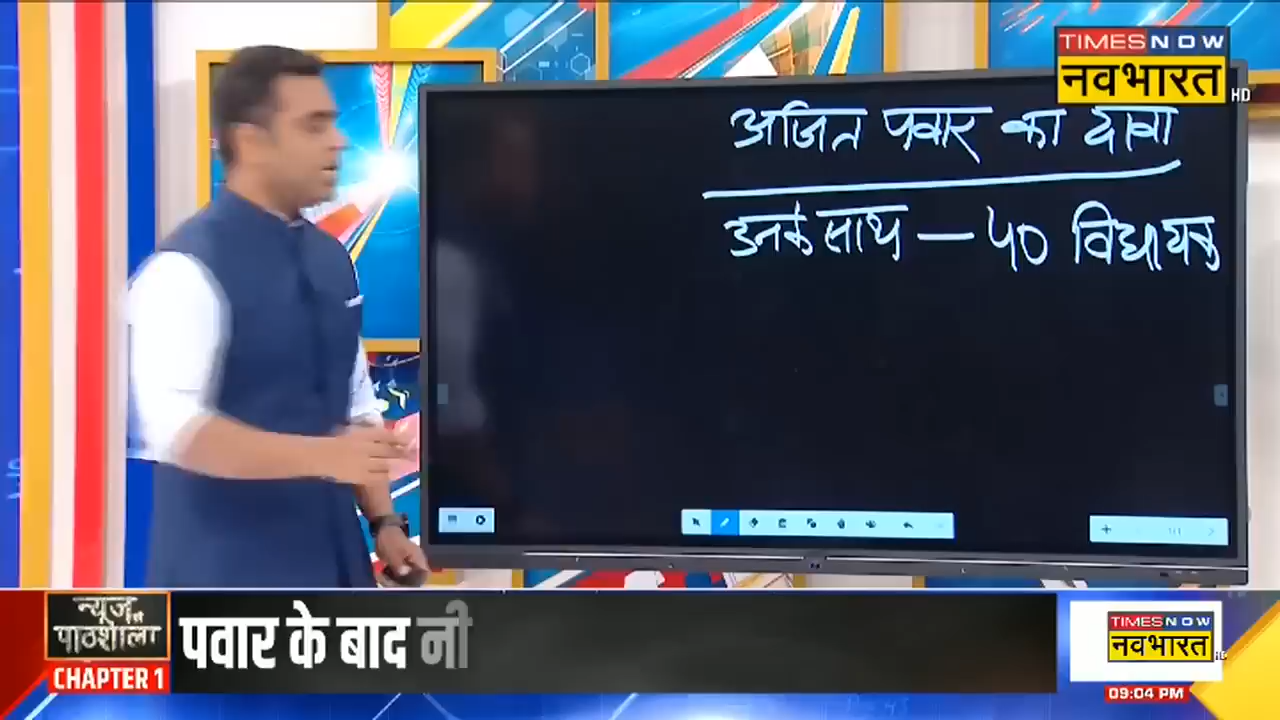 TIMES NOW
नवभारत
HD
अजित पवार का दावा
उनके साथ — 40 विधायक
न्यूज़ की
पाठशाला
CHAPTER 1
पवार के बाद नी
TIMES NOW
नवभारत
HD
09:04 PM